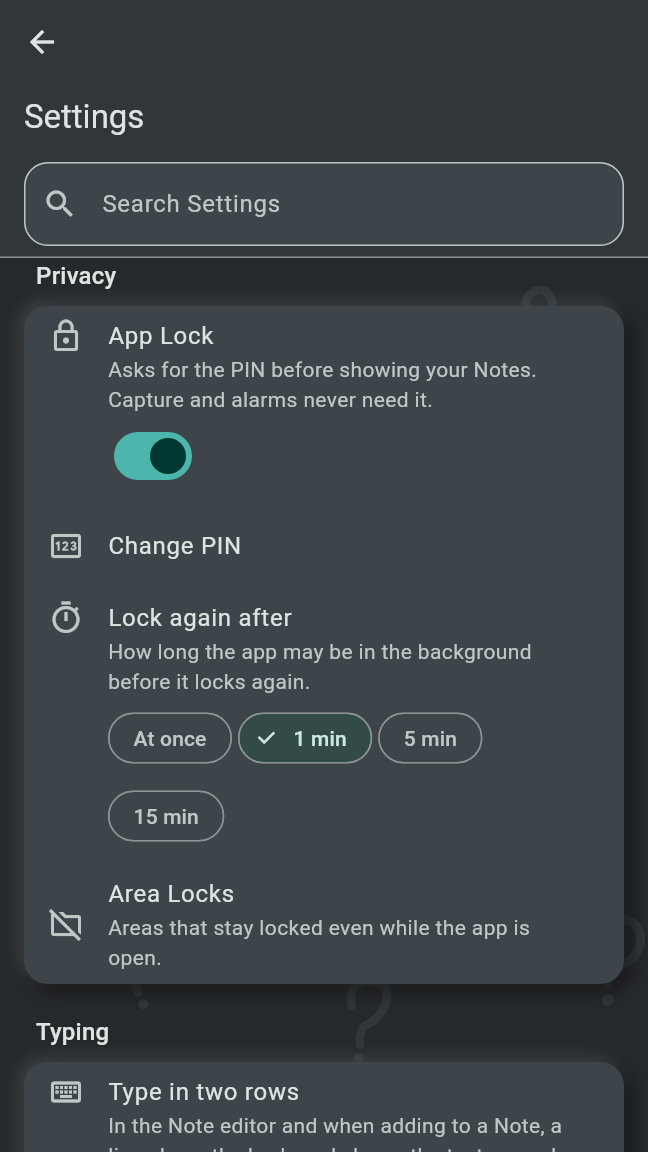 Settings
Search Settings
Privacy
App Lock
Asks for the PIN before showing your Notes.
Capture and alarms never need it.
123
Change PIN
Lock again after
How long the app may be in the background
before it locks again.
At once
1 min
5 min
15 min
Area Locks
Areas that stay locked even while the app is
open.
Typing
Type in two rows
In the Note editor and when adding to a Note, a